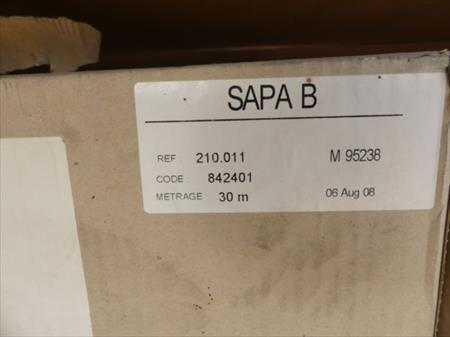 SAPA B
REF : 210.011 M 95238
CODE : 842401
METRAGE : 30 m 06 Aug 08